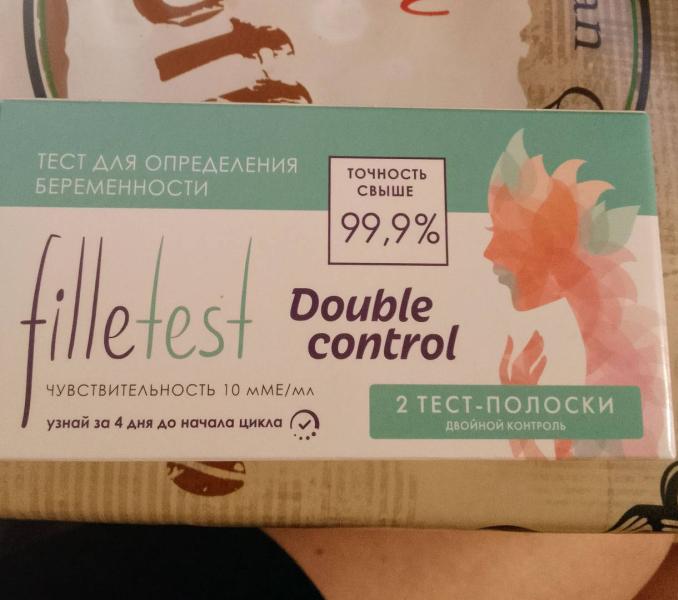 ТЕСТ ДЛЯ ОПРЕДЕЛЕНИЯ
БЕРЕМЕННОСТИ
ТОЧНОСТЬ
СВЫШЕ
99,9%
filletest
Double
control
ЧУВСТВИТЕЛЬНОСТЬ 10 мМЕ/мл
узнай за 4 дня до начала цикла
2 ТЕСТ-ПОЛОСКИ
ДВОЙНОЙ КОНТРОЛЬ